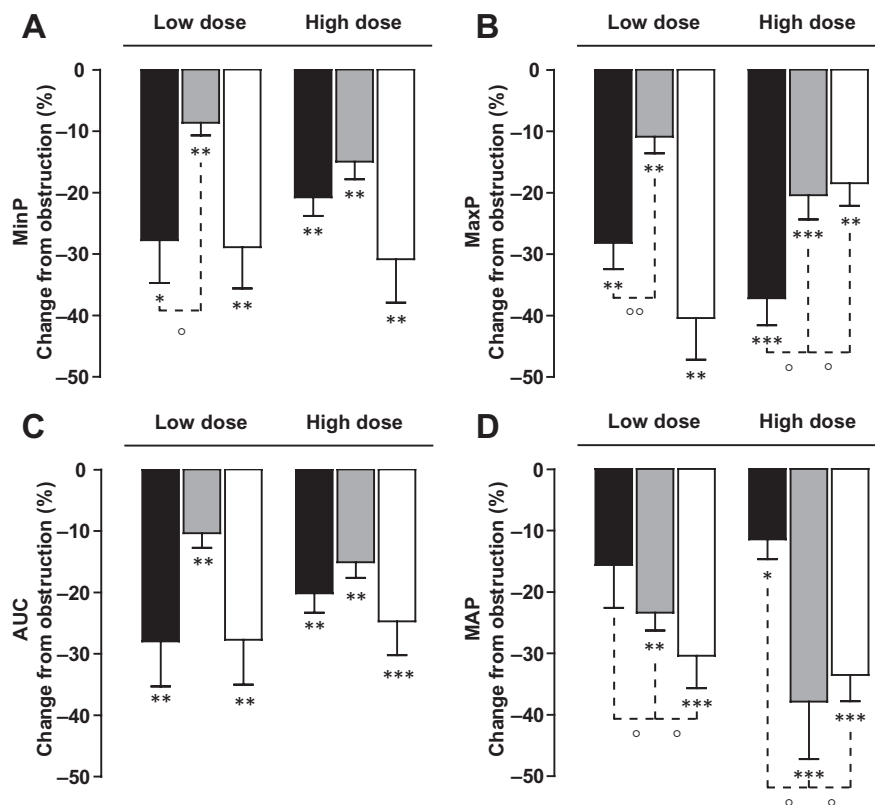 A
Low dose
High dose
MinP
Change from obstruction (%)
0
–10
–20
–30
–40
–50
*
**
**
**
**
**
○
B
Low dose
High dose
MaxP
Change from obstruction (%)
0
–10
–20
–30
–40
–50
**
**
**
***
***
**
○○
○
○
C
Low dose
High dose
AUC
Change from obstruction (%)
0
–10
–20
–30
–40
–50
**
**
**
**
**
***
D
Low dose
High dose
MAP
Change from obstruction (%)
0
–10
–20
–30
–40
–50
**
***
*
***
***
○
○
○
○